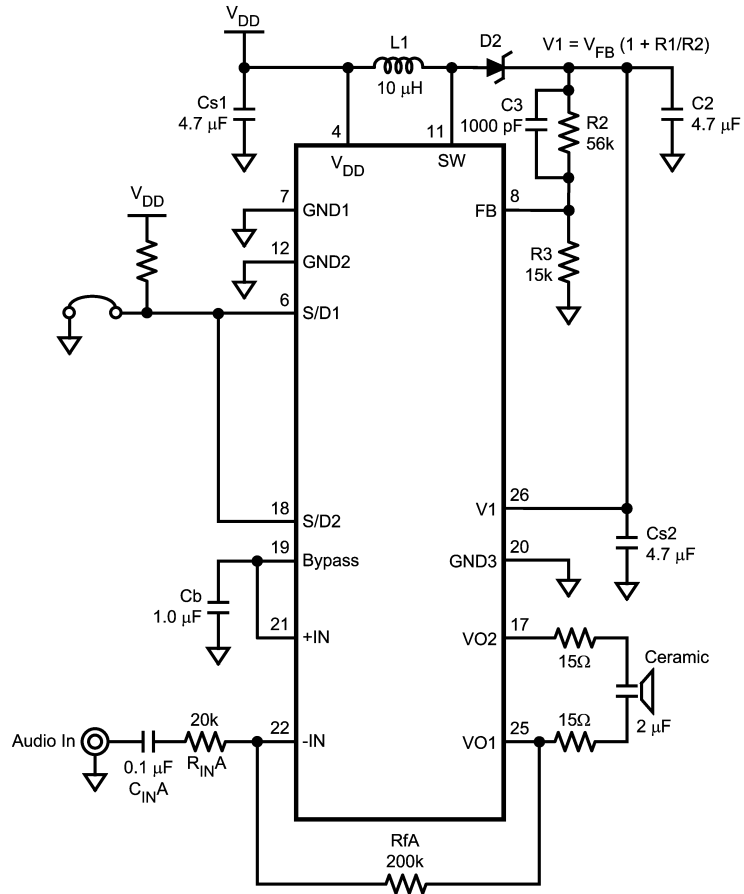 VDD
L1
D2
V1 = VFB (1 + R1/R2)
10 μH
Cs1
4.7 μF
C3
1000 pF
R2
56k
C2
4.7 μF
4
11
VDD
SW
VDD
7
GND1
8
FB
12
GND2
R3
15k
6
S/D1
18
S/D2
26
V1
19
Bypass
20
GND3
Cs2
4.7 μF
Cb
1.0 μF
21
+IN
17
VO2
15Ω
Ceramic
2 μF
Audio In
0.1 μF
CINA
20k
RINA
22
-IN
25
VO1
15Ω
RfA
200k